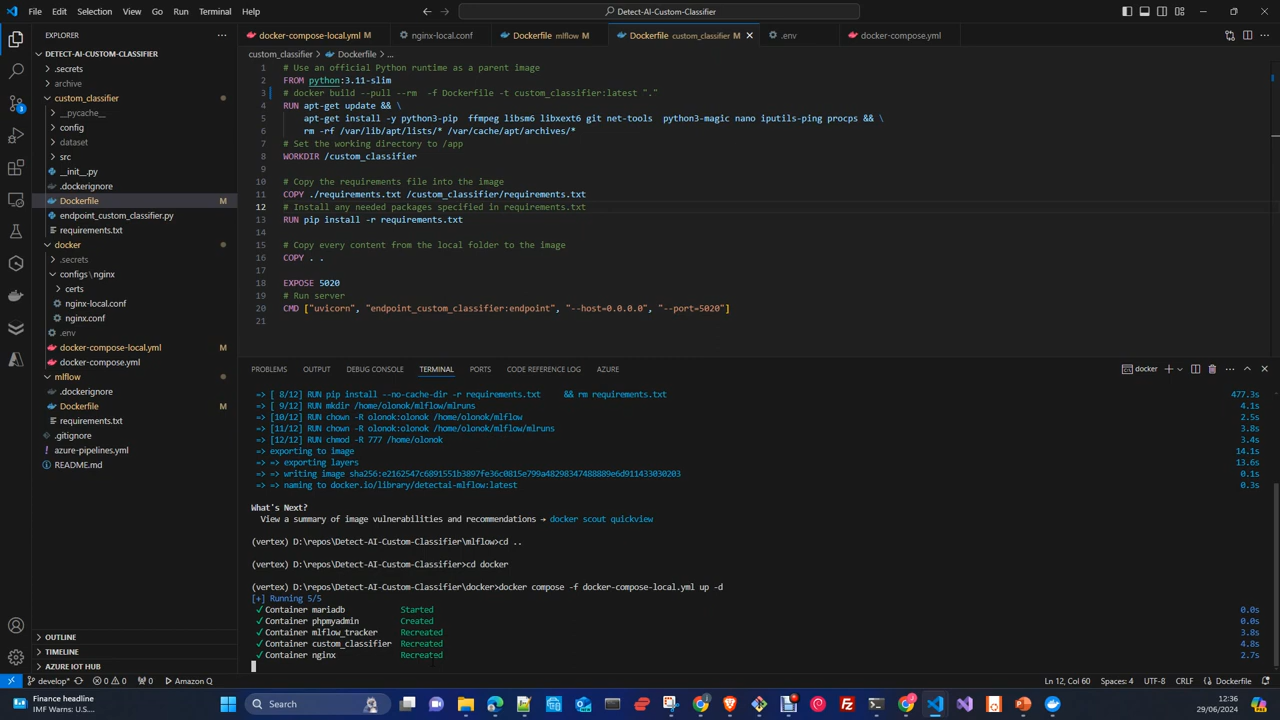 File Edit Selection View Go Run Terminal Help
Detect-AI-Custom-Classifier
EXPLORER
DETECT-AI-CUSTOM-CLASSIFIER
.secrets
archive
custom_classifier
__pycache__
config
dataset
src
__init__.py
.dockerignore
Dockerfile M
endpoint_custom_classifier.py
requirements.txt
docker
.secrets
configs\nginx
certs
nginx-local.conf
nginx.conf
.env
docker-compose-local.yml M
docker-compose.yml
mlflow
.dockerignore
Dockerfile M
requirements.txt
.gitignore
azure-pipelines.yml
README.md
OUTLINE
TIMELINE
AZURE IOT HUB
docker-compose-local.yml M nginx-local.conf Dockerfile mlflow M Dockerfile custom_classifier M .env docker-compose.yml
custom_classifier > Dockerfile > ...
1 # Use an official Python runtime as a parent image
2 FROM python:3.11-slim
3 # docker build --pull --rm -f Dockerfile -t custom_classifier:latest "."
4 RUN apt-get update && \
5 apt-get install -y python3-pip ffmpeg libsm6 libxext6 git net-tools python3-magic nano iputils-ping procps && \
6 rm -rf /var/lib/apt/lists/* /var/cache/apt/archives/*
7 # Set the working directory to /app
8 WORKDIR /custom_classifier
9
10 # Copy the requirements file into the image
11 COPY ./requirements.txt /custom_classifier/requirements.txt
12 # Install any needed packages specified in requirements.txt
13 RUN pip install -r requirements.txt
14
15 # Copy every content from the local folder to the image
16 COPY . .
17
18 EXPOSE 5020
19 # Run server
20 CMD ["uvicorn", "endpoint_custom_classifier:endpoint", "--host=0.0.0.0", "--port=5020"]
21
PROBLEMS OUTPUT DEBUG CONSOLE TERMINAL PORTS CODE REFERENCE LOG AZURE
docker
=> [ 8/12] RUN pip install --no-cache-dir -r requirements.txt && rm requirements.txt 477.3s
=> [ 9/12] RUN mkdir /home/olonok/mlflow/mlruns 4.1s
=> [10/12] RUN chown -R olonok:olonok /home/olonok/mlflow 2.5s
=> [11/12] RUN chown -R olonok:olonok /home/olonok/mlflow/mlruns 3.8s
=> [12/12] RUN chmod -R 777 /home/olonok 3.4s
=> exporting to image 14.1s
=> => exporting layers 13.6s
=> => writing image sha256:e2162547c6891551b3897fe36c0815e799a48298347488889e6d911433030203 0.1s
=> => naming to docker.io/library/detectai-mlflow:latest 0.3s
What's Next?
View a summary of image vulnerabilities and recommendations → docker scout quickview
(vertex) D:\repos\Detect-AI-Custom-Classifier\mlflow>cd ..
(vertex) D:\repos\Detect-AI-Custom-Classifier>cd docker
(vertex) D:\repos\Detect-AI-Custom-Classifier\docker>docker compose -f docker-compose-local.yml up -d
[+] Running 5/5
✓ Container mariadb Started 0.0s
✓ Container phpmyadmin Created 0.0s
✓ Container mlflow_tracker Recreated 3.8s
✓ Container custom_classifier Recreated 4.8s
✓ Container nginx Recreated 2.7s
develop* 0 0 0 Amazon Q Ln 12, Col 60 Spaces: 4 UTF-8 CRLF Dockerfile
Finance headline
IMF Warns: U.S...
Search
12:36
29/06/2024